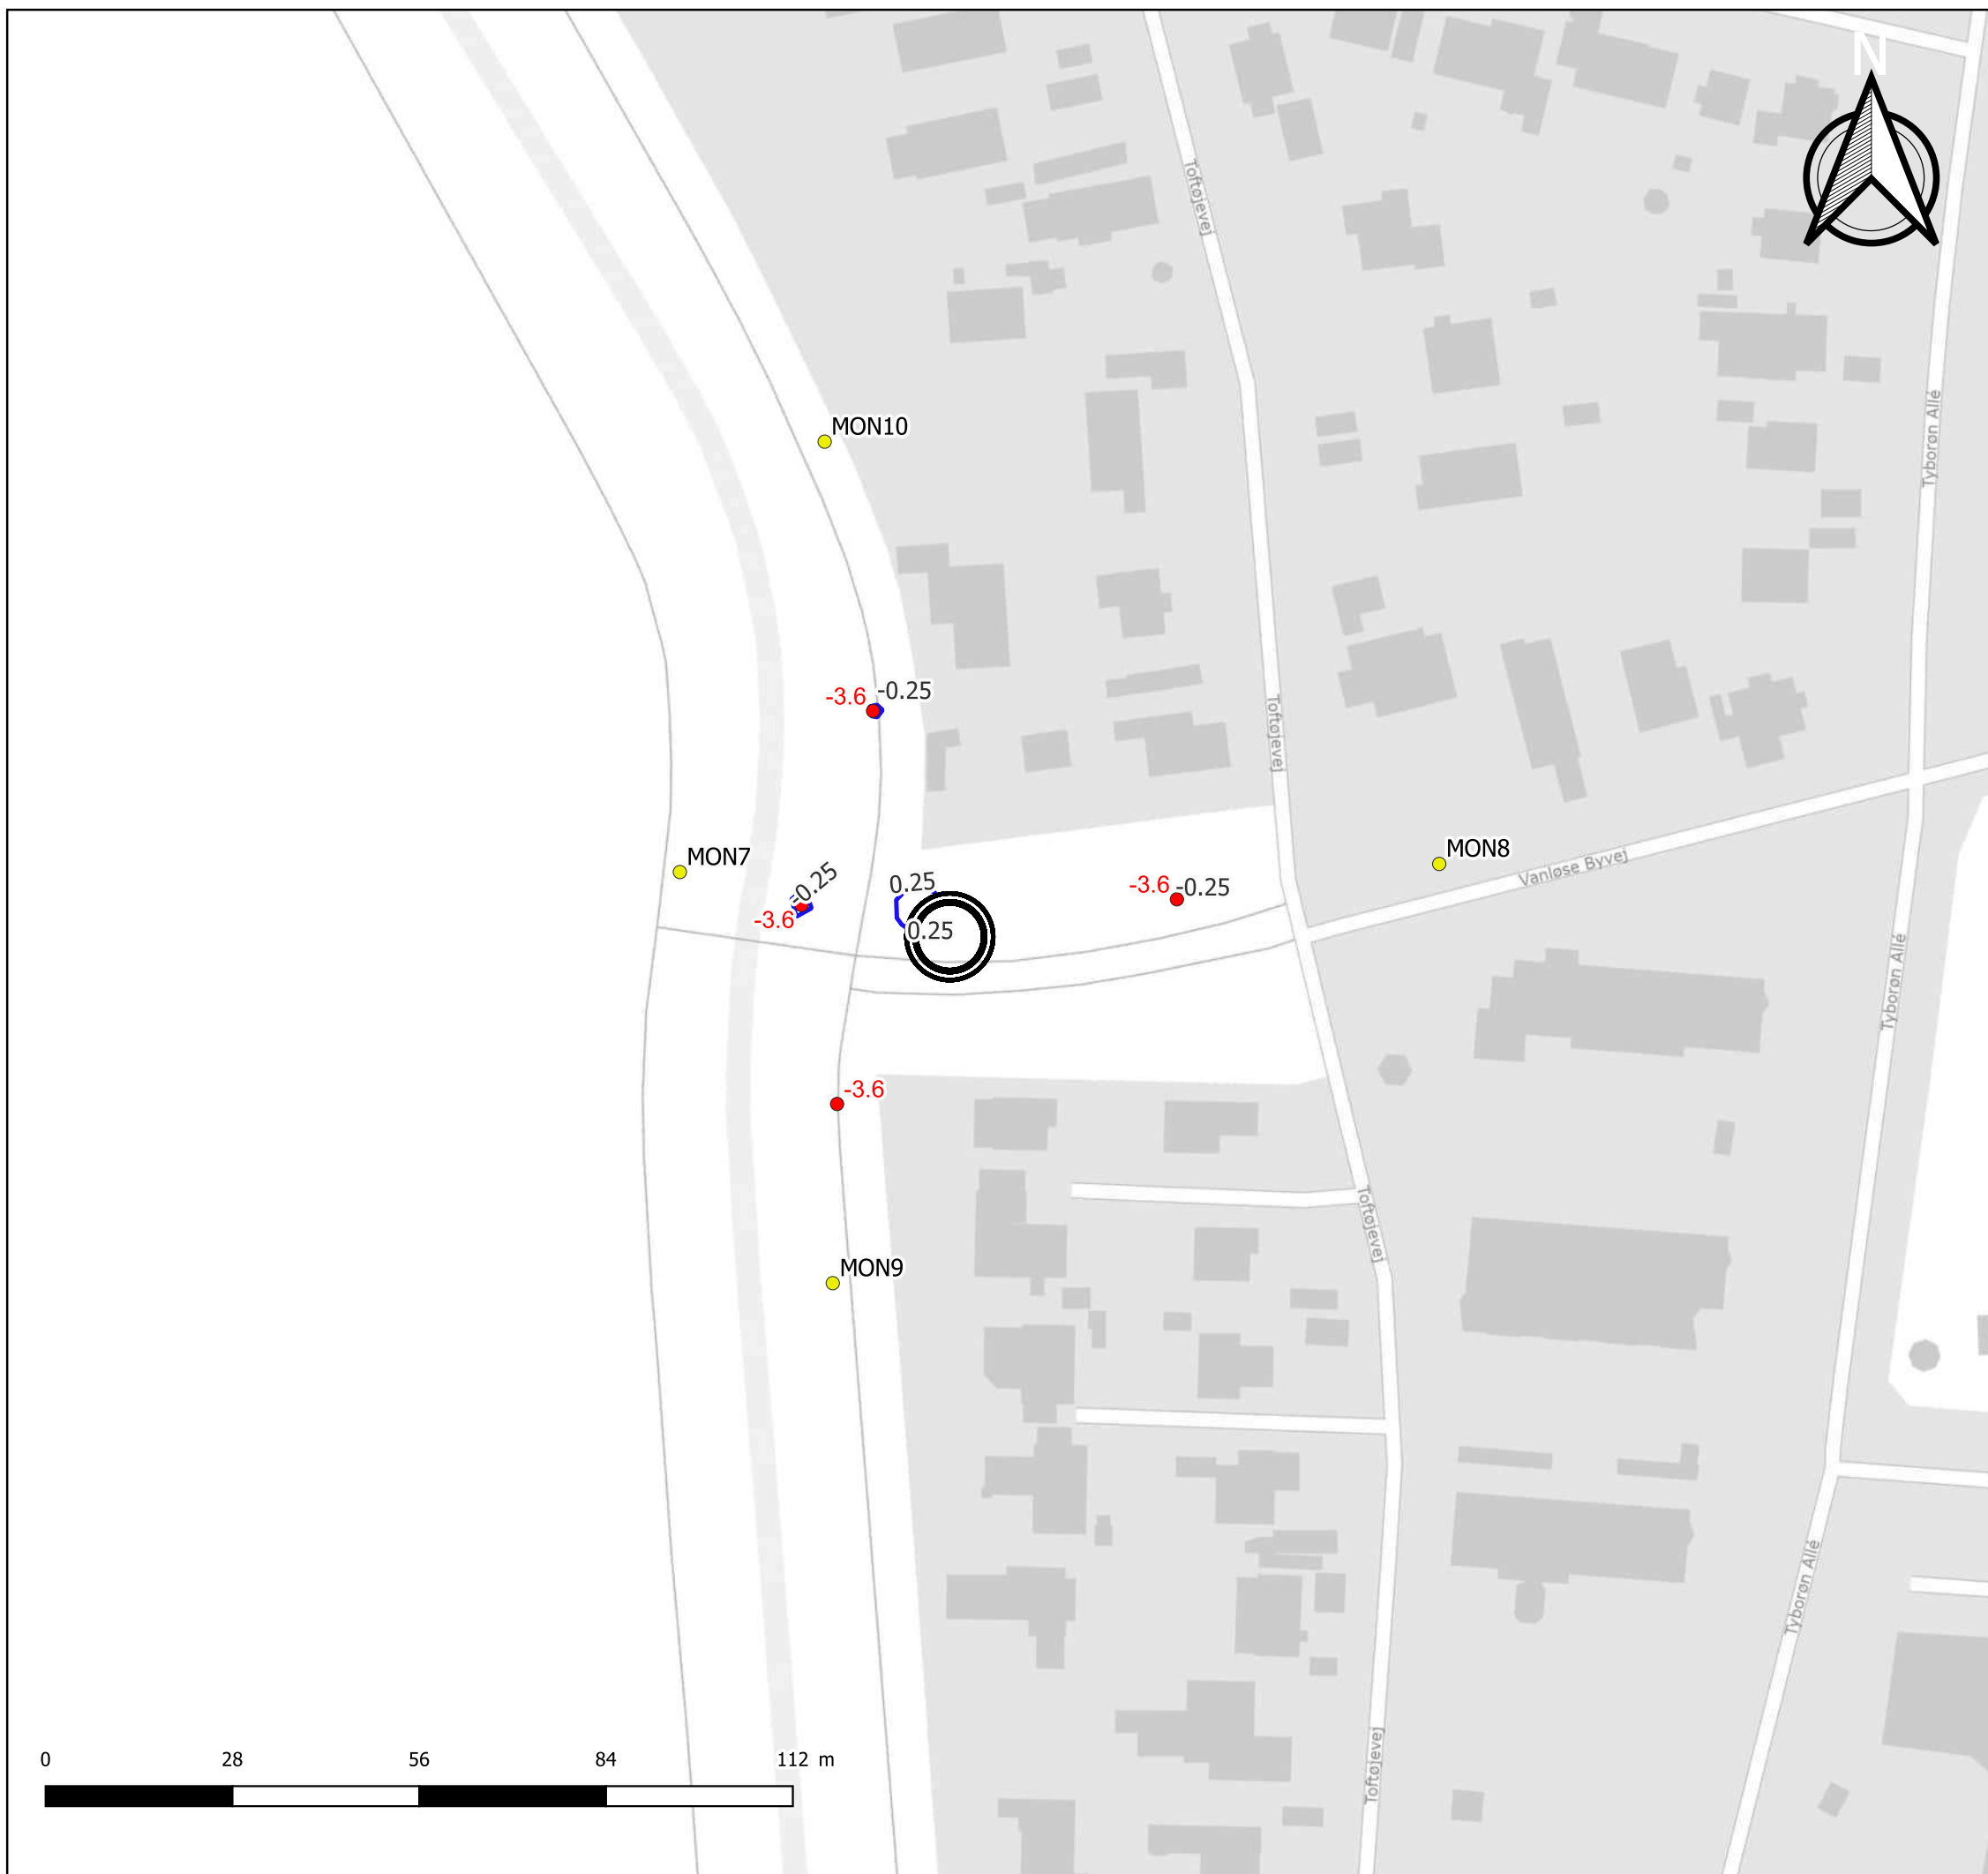 N
Toftøjevej
Tyborøn Allé
MON10
-3.6
-0.25
Toftøjevej
MON7
-0.25
-3.6
0.25
0.25
-3.6
-0.25
MON8
Vanløse Byvej
Tyborøn Allé
-3.6
Toftøjevej
MON9
Tyborøn Allé
Toftøjevej
0 28 56 84 112 m